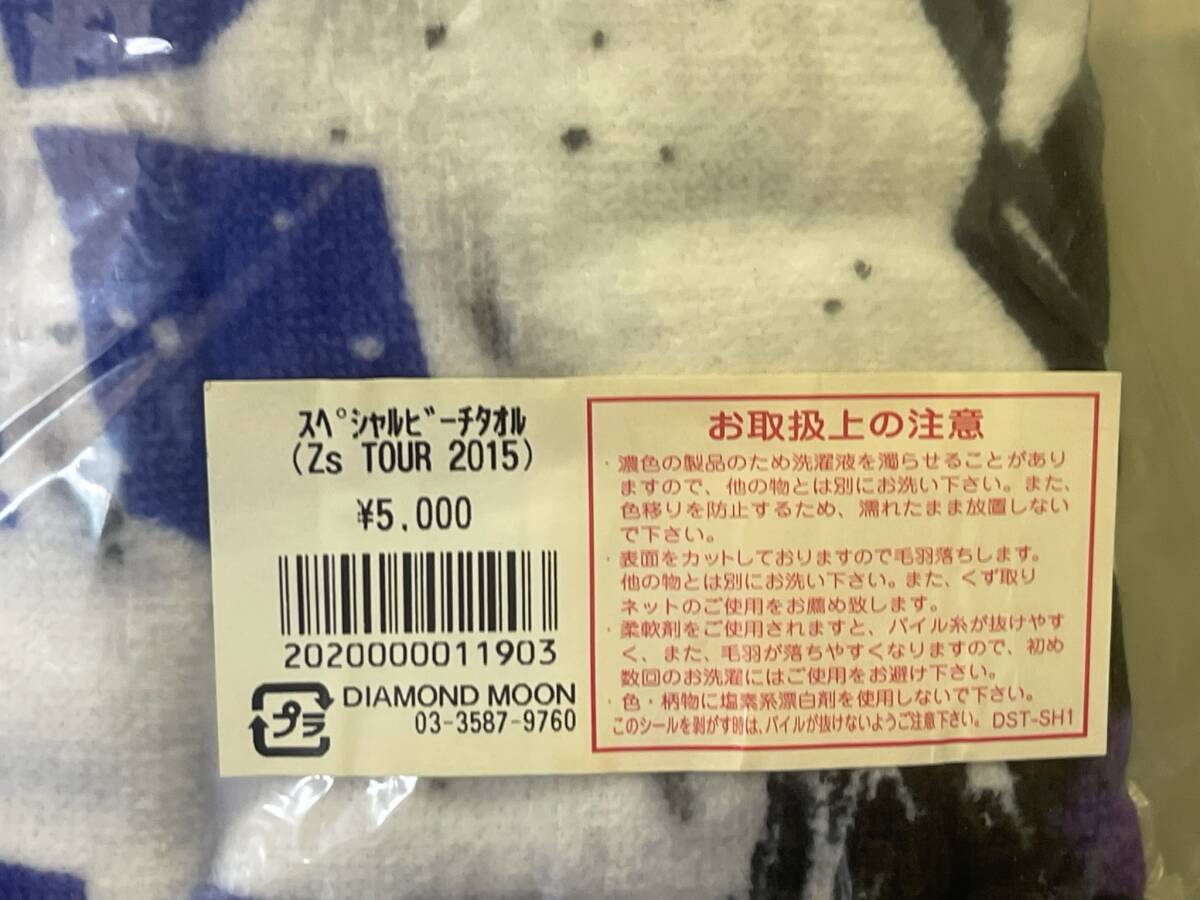 ｽﾍﾟｼｬﾙﾋﾞｰﾁﾀｵﾙ
(Zs TOUR 2015)
¥5,000
2020000011903
プラ
DIAMOND MOON
03-3587-9760
お取扱上の注意
・濃色の製品のため洗濯液を濁らせることがあり
ますので、他の物とは別にお洗い下さい。また、
色移りを防止するため、濡れたまま放置しない
で下さい。
・表面をカットしておりますので毛羽落ちします。
他の物とは別にお洗い下さい。また、くず取り
ネットのご使用をお薦め致します。
・柔軟剤をご使用されますと、パイル糸が抜けやす
く、また、毛羽が落ちやすくなりますので、初め
数回のお洗濯にはご使用をお避け下さい。
・色・柄物に塩素系漂白剤を使用しないで下さい。
このシールを剥がす時は、パイルが抜けないようご注意下さい。 DST-SH1